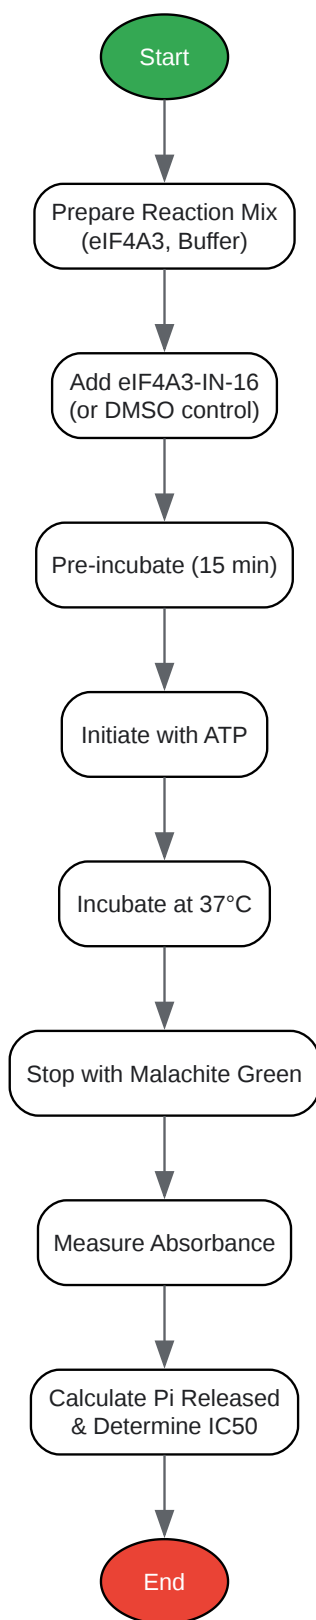 Start
Prepare Reaction Mix
(eIF4A3, Buffer)
Add eIF4A3-IN-16
(or DMSO control)
Pre-incubate (15 min)
Initiate with ATP
Incubate at 37°C
Stop with Malachite Green
Measure Absorbance
Calculate Pi Released
& Determine IC50
End